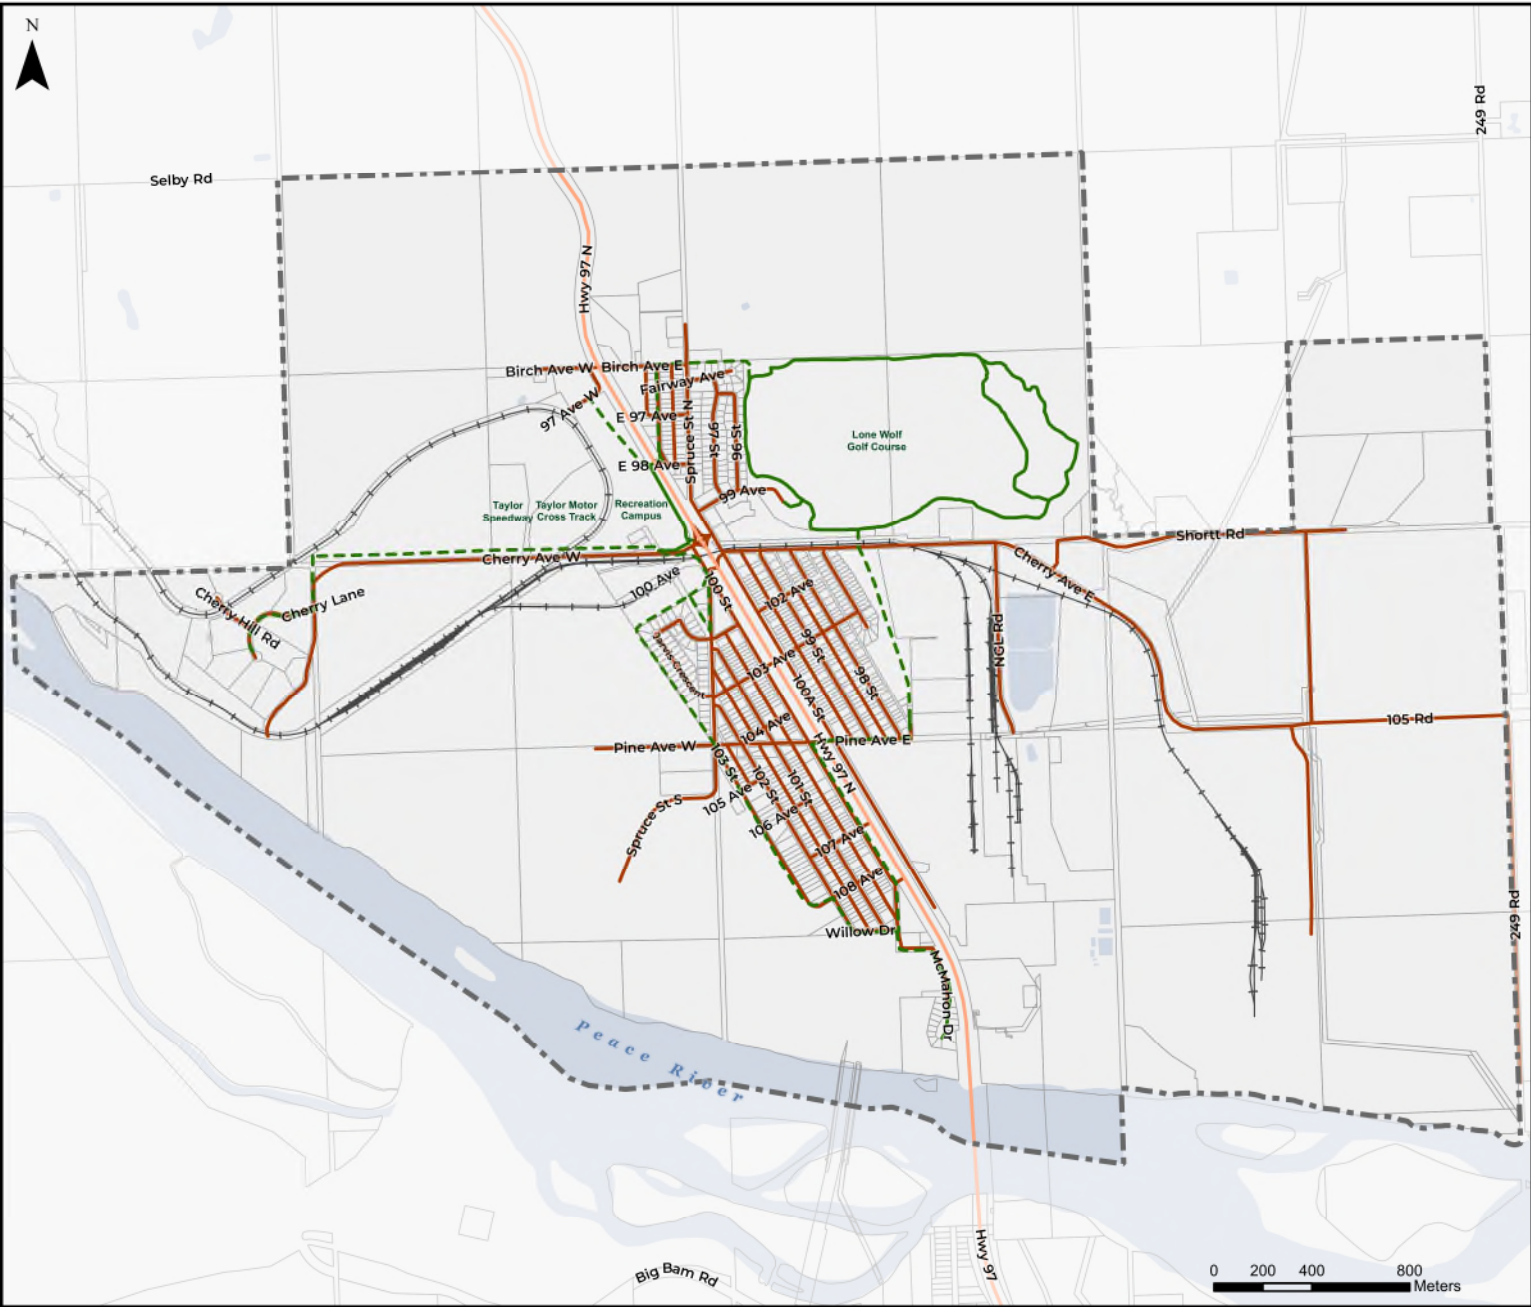 N
249 Rd
Selby Rd
Hwy 97 N
Birch Ave W
Birch Ave E
Fairway Ave
97 Ave W
E 97 Ave
Spruce St N
97 St
96 St
Lone Wolf
Golf Course
E 98 Ave
99 Ave
Taylor
Speedway
Taylor Motor
Cross Track
Recreation
Campus
Shortt Rd
Cherry Ave W
Cherry Ave E
100 Ave
100 St
102 Ave
Cherry Lane
Cherry Hill Rd
Jarvis Crescent
99 St
NGL Rd
103 Ave
98 St
100A St
105 Rd
104 Ave
Pine Ave W
Pine Ave E
Hwy 97 N
103 St
102 St
101 St
105 Ave
106 Ave
Spruce St S
107 Ave
108 Ave
249 Rd
Willow Dr
McMahon Dr
Peace River
Hwy 97
Big Bam Rd
0 200 400 800
Meters